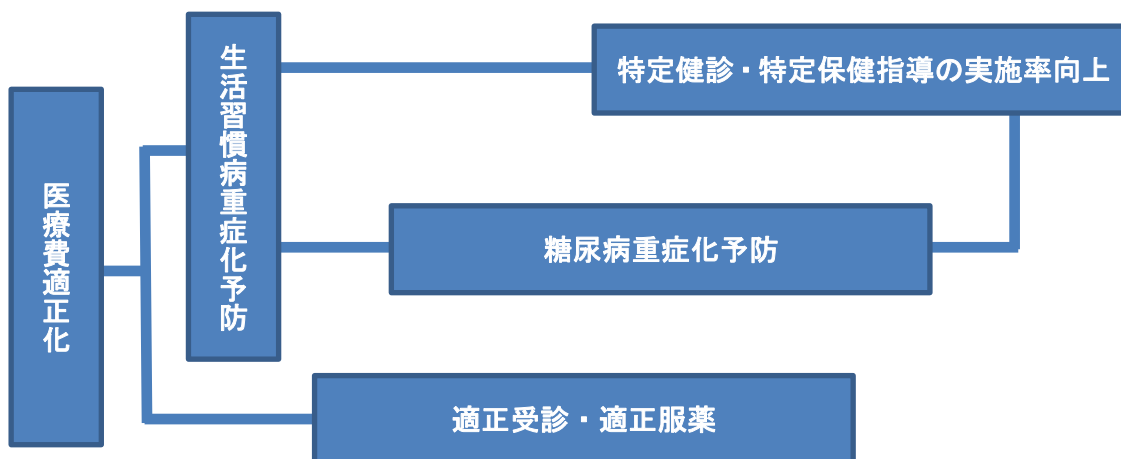 医療費適正化
生活習慣病重症化予防
特定健診・特定保健指導の実施率向上
糖尿病重症化予防
適正受診・適正服薬